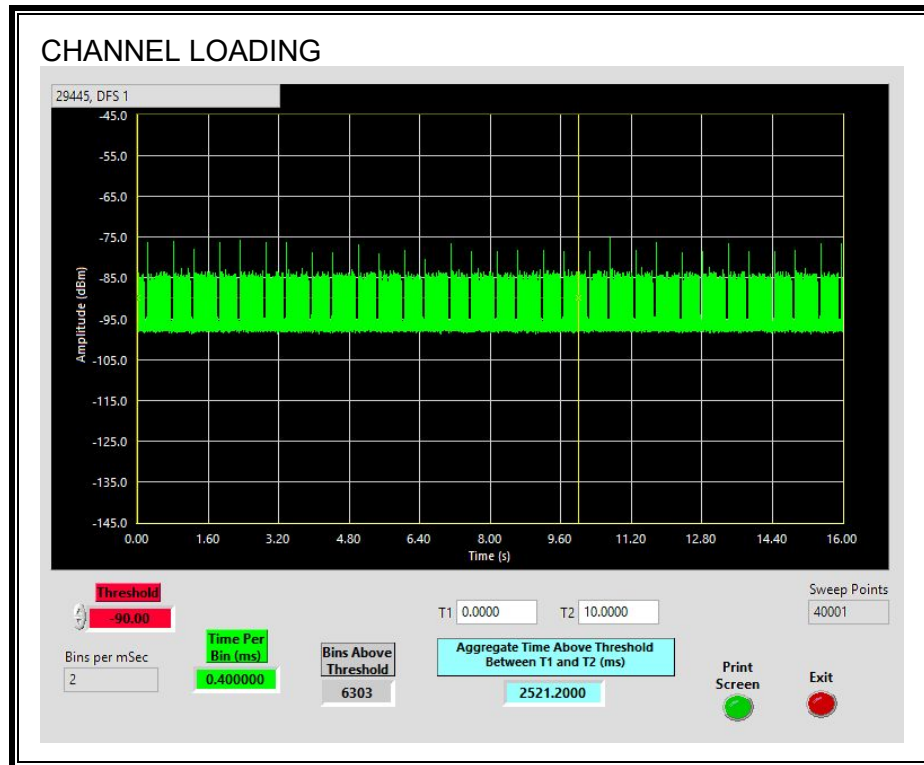 CHANNEL LOADING
29445, DFS 1
-45.0
-55.0
-65.0
-75.0
-85.0
-95.0
-105.0
-115.0
-125.0
-135.0
-145.0
Amplitude (dBm)
0.00 1.60 3.20 4.80 6.40 8.00 9.60 11.20 12.80 14.40 16.00
Time (s)
Threshold
-90.00
Bins per mSec
2
Time Per
Bin (ms)
0.400000
Bins Above
Threshold
6303
T1 0.0000 T2 10.0000
Aggregate Time Above Threshold
Between T1 and T2 (ms)
2521.2000
Sweep Points
40001
Print
Screen
Exit